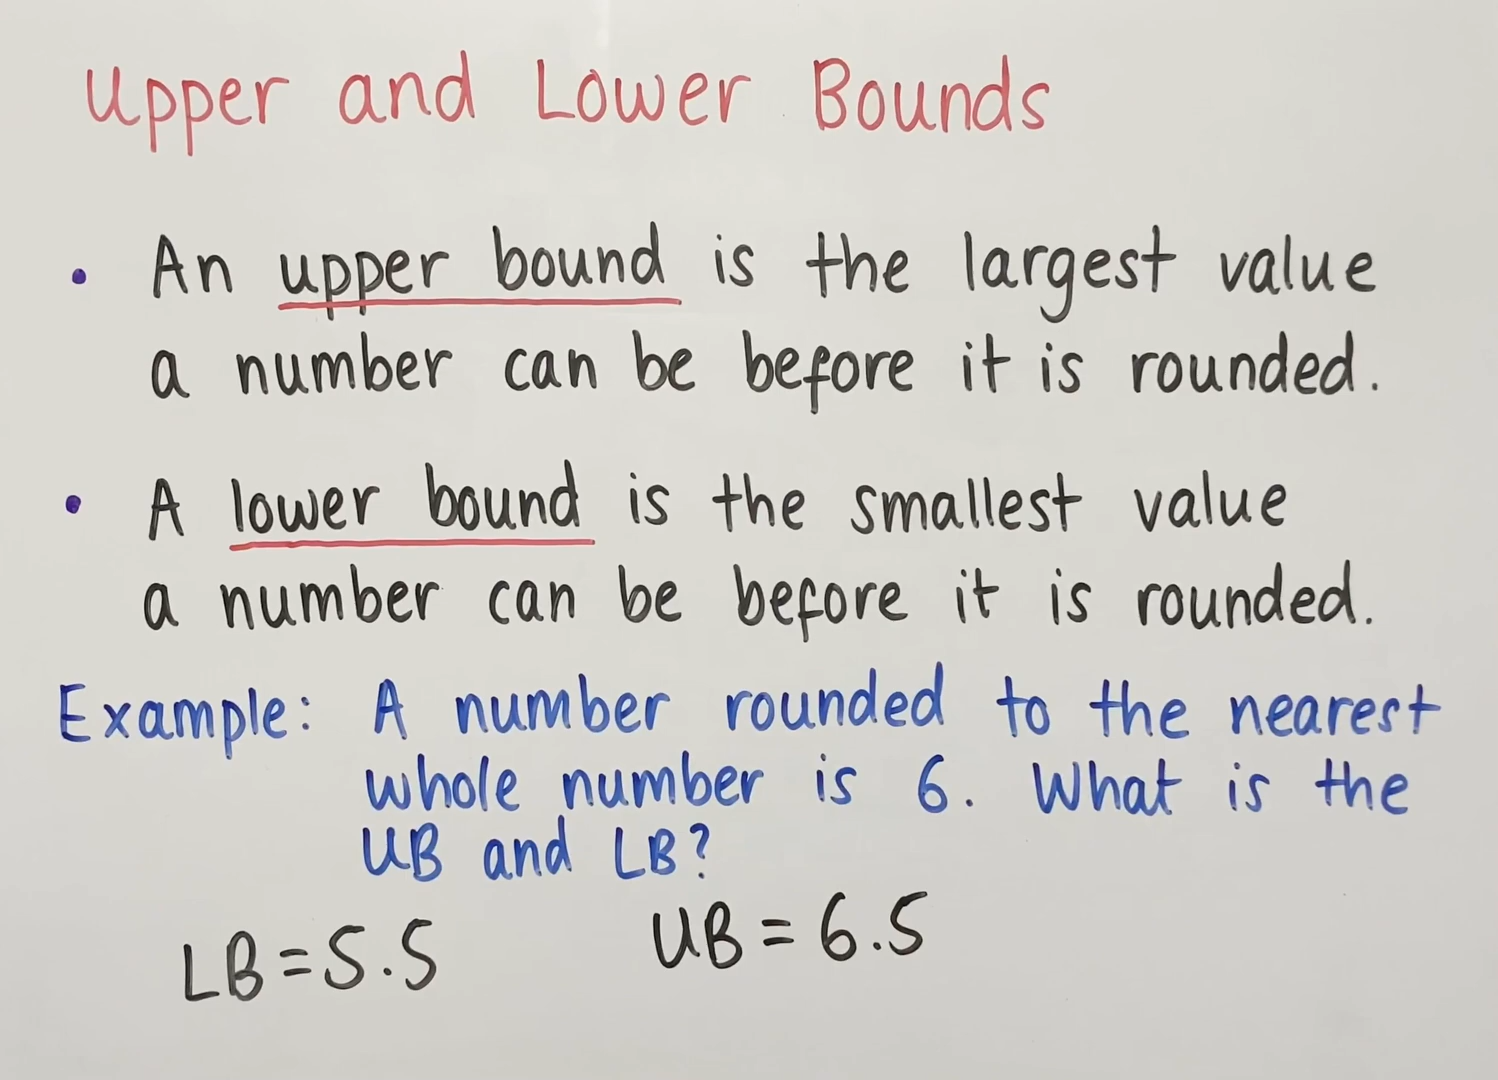 Upper and Lower Bounds
• An upper bound is the largest value
a number can be before it is rounded.
• A lower bound is the smallest value
a number can be before it is rounded.
Example: A number rounded to the nearest
whole number is 6. What is the
UB and LB?
LB=5.5 UB=6.5